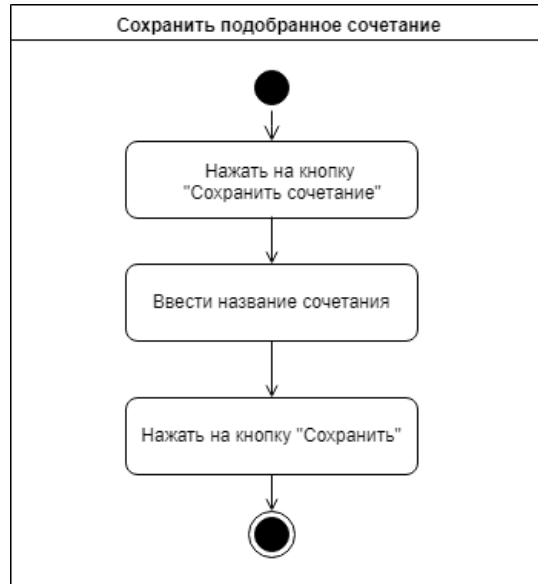 Сохранить подобранное сочетание
Нажать на кнопку
"Сохранить сочетание"
Ввести название сочетания
Нажать на кнопку "Сохранить"